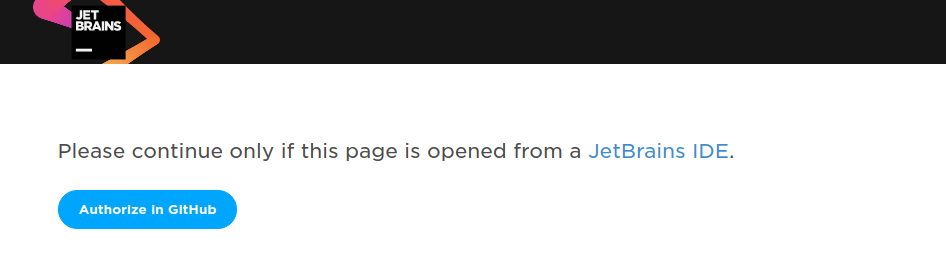 JET
BRAINS
Please continue only if this page is opened from a JetBrains IDE.
Authorize in GitHub